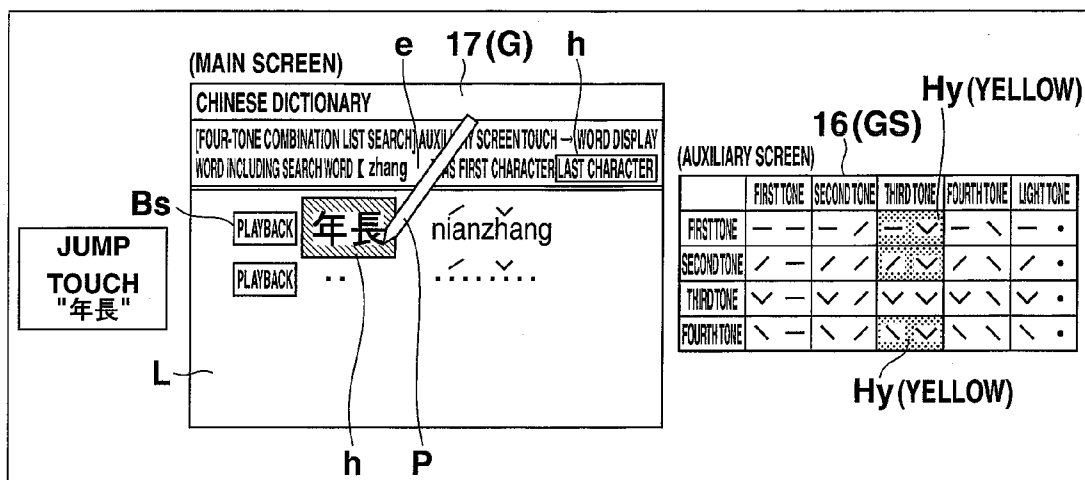 e 17(G) h
(MAIN SCREEN)
CHINESE DICTIONARY
[FOUR-TONE COMBINATION LIST SEARCH] AUXILIARY SCREEN TOUCH → WORD DISPLAY
WORD INCLUDING SEARCH WORD 【 zhang AS FIRST CHARACTER LAST CHARACTER
Bs
PLAYBACK 年長 nianzhang
PLAYBACK
JUMP
TOUCH
"年長"
L
h P
Hy (YELLOW)
16(GS)
(AUXILIARY SCREEN)
FIRST TONE SECOND TONE THIRD TONE FOURTH TONE LIGHT TONE
FIRST TONE
SECOND TONE
THIRD TONE
FOURTH TONE
Hy (YELLOW)